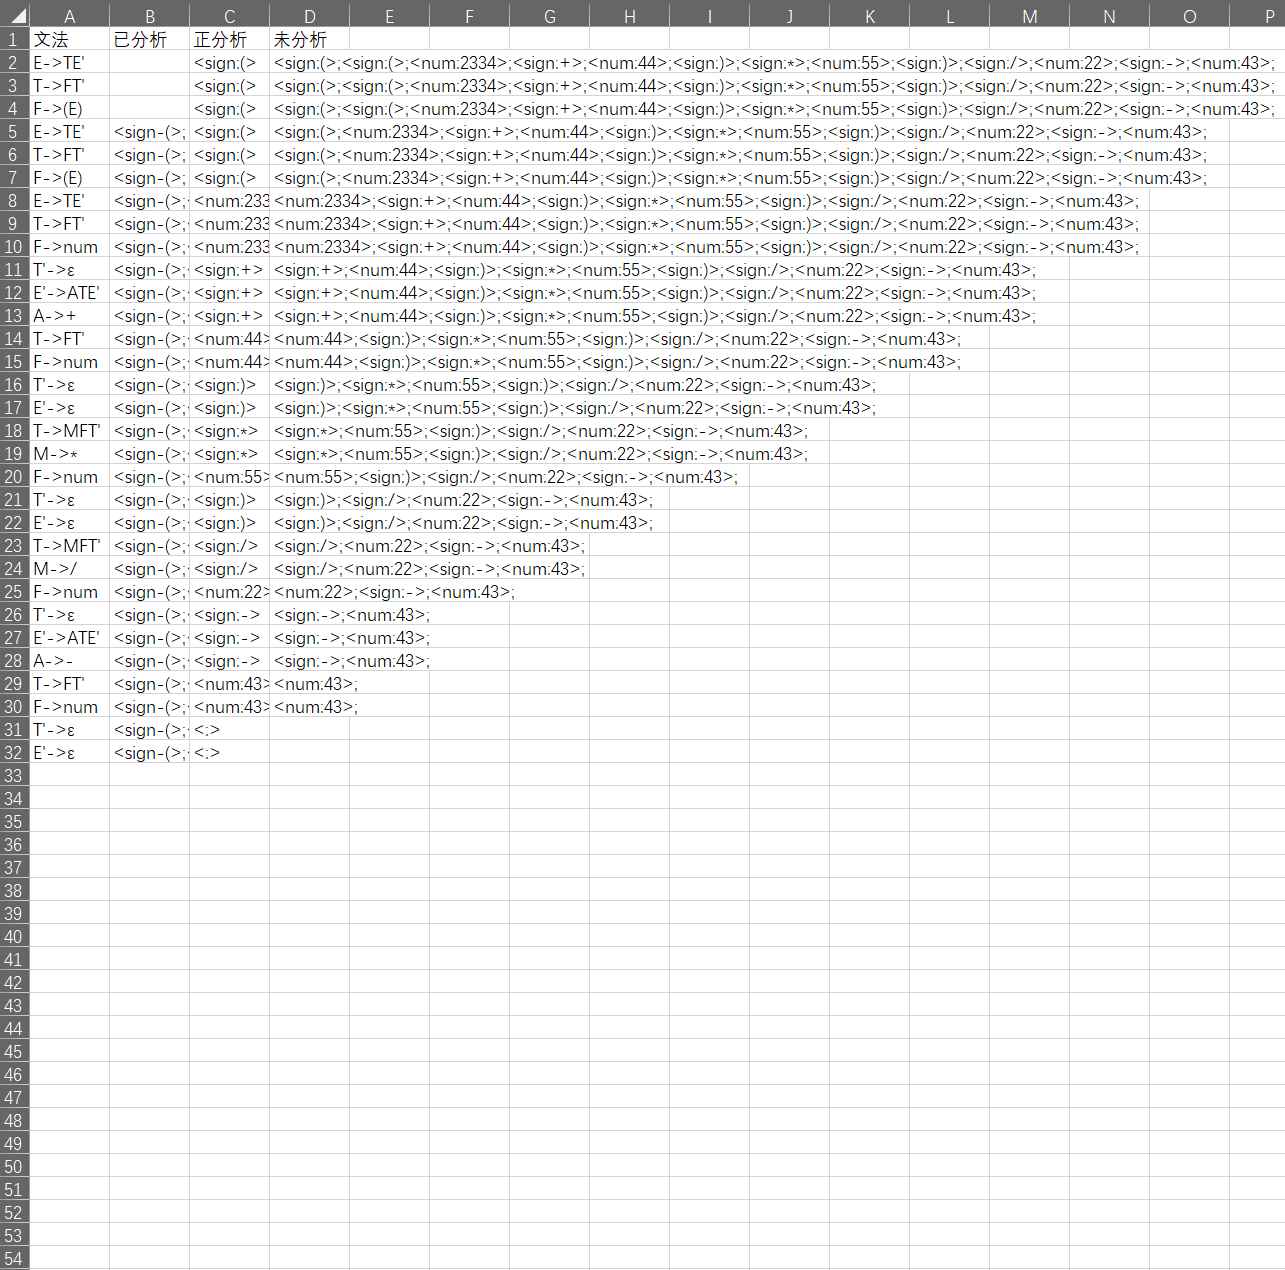 A B C D E F G H I J K L M N O P
1 文法 已分析 正分析 未分析
2 E->TE' <sign:(> <sign:(>;<sign:(>;<num:2334>;<sign:+>;<num:44>;<sign:)>;<sign:*>;<num:55>;<sign:)>;<sign:/>;<num:22>;<sign:->;<num:43>;
3 T->FT' <sign:(> <sign:(>;<sign:(>;<num:2334>;<sign:+>;<num:44>;<sign:)>;<sign:*>;<num:55>;<sign:)>;<sign:/>;<num:22>;<sign:->;<num:43>;
4 F->(E) <sign:(> <sign:(>;<sign:(>;<num:2334>;<sign:+>;<num:44>;<sign:)>;<sign:*>;<num:55>;<sign:)>;<sign:/>;<num:22>;<sign:->;<num:43>;
5 E->TE' <sign-(>; <sign:(> <sign:(>;<num:2334>;<sign:+>;<num:44>;<sign:)>;<sign:*>;<num:55>;<sign:)>;<sign:/>;<num:22>;<sign:->;<num:43>;
6 T->FT' <sign-(>; <sign:(> <sign:(>;<num:2334>;<sign:+>;<num:44>;<sign:)>;<sign:*>;<num:55>;<sign:)>;<sign:/>;<num:22>;<sign:->;<num:43>;
7 F->(E) <sign-(>; <sign:(> <sign:(>;<num:2334>;<sign:+>;<num:44>;<sign:)>;<sign:*>;<num:55>;<sign:)>;<sign:/>;<num:22>;<sign:->;<num:43>;
8 E->TE' <sign-(>; <num:233 <num:2334>;<sign:+>;<num:44>;<sign:)>;<sign:*>;<num:55>;<sign:)>;<sign:/>;<num:22>;<sign:->;<num:43>;
9 T->FT' <sign-(>; <num:233 <num:2334>;<sign:+>;<num:44>;<sign:)>;<sign:*>;<num:55>;<sign:)>;<sign:/>;<num:22>;<sign:->;<num:43>;
10 F->num <sign-(>; <num:233 <num:2334>;<sign:+>;<num:44>;<sign:)>;<sign:*>;<num:55>;<sign:)>;<sign:/>;<num:22>;<sign:->;<num:43>;
11 T'->ε <sign-(>; <sign:+> <sign:+>;<num:44>;<sign:)>;<sign:*>;<num:55>;<sign:)>;<sign:/>;<num:22>;<sign:->;<num:43>;
12 E'->ATE' <sign-(>; <sign:+> <sign:+>;<num:44>;<sign:)>;<sign:*>;<num:55>;<sign:)>;<sign:/>;<num:22>;<sign:->;<num:43>;
13 A->+ <sign-(>; <sign:+> <sign:+>;<num:44>;<sign:)>;<sign:*>;<num:55>;<sign:)>;<sign:/>;<num:22>;<sign:->;<num:43>;
14 T->FT' <sign-(>; <num:44> <num:44>;<sign:)>;<sign:*>;<num:55>;<sign:)>;<sign:/>;<num:22>;<sign:->;<num:43>;
15 F->num <sign-(>; <num:44> <num:44>;<sign:)>;<sign:*>;<num:55>;<sign:)>;<sign:/>;<num:22>;<sign:->;<num:43>;
16 T'->ε <sign-(>; <sign:)> <sign:)>;<sign:*>;<num:55>;<sign:)>;<sign:/>;<num:22>;<sign:->;<num:43>;
17 E'->ε <sign-(>; <sign:)> <sign:)>;<sign:*>;<num:55>;<sign:)>;<sign:/>;<num:22>;<sign:->;<num:43>;
18 T->MFT' <sign-(>; <sign:*> <sign:*>;<num:55>;<sign:)>;<sign:/>;<num:22>;<sign:->;<num:43>;
19 M->* <sign-(>; <sign:*> <sign:*>;<num:55>;<sign:)>;<sign:/>;<num:22>;<sign:->;<num:43>;
20 F->num <sign-(>; <num:55> <num:55>;<sign:)>;<sign:/>;<num:22>;<sign:->;<num:43>;
21 T'->ε <sign-(>; <sign:)> <sign:)>;<sign:/>;<num:22>;<sign:->;<num:43>;
22 E'->ε <sign-(>; <sign:)> <sign:)>;<sign:/>;<num:22>;<sign:->;<num:43>;
23 T->MFT' <sign-(>; <sign:/> <sign:/>;<num:22>;<sign:->;<num:43>;
24 M->/ <sign-(>; <sign:/> <sign:/>;<num:22>;<sign:->;<num:43>;
25 F->num <sign-(>; <num:22> <num:22>;<sign:->;<num:43>;
26 T'->ε <sign-(>; <sign:-> <sign:->;<num:43>;
27 E'->ATE' <sign-(>; <sign:-> <sign:->;<num:43>;
28 A->- <sign-(>; <sign:-> <sign:->;<num:43>;
29 T->FT' <sign-(>; <num:43> <num:43>;
30 F->num <sign-(>; <num:43> <num:43>;
31 T'->ε <sign-(>; <:>
32 E'->ε <sign-(>; <:>
33
34
35
36
37
38
39
40
41
42
43
44
45
46
47
48
49
50
51
52
53
54